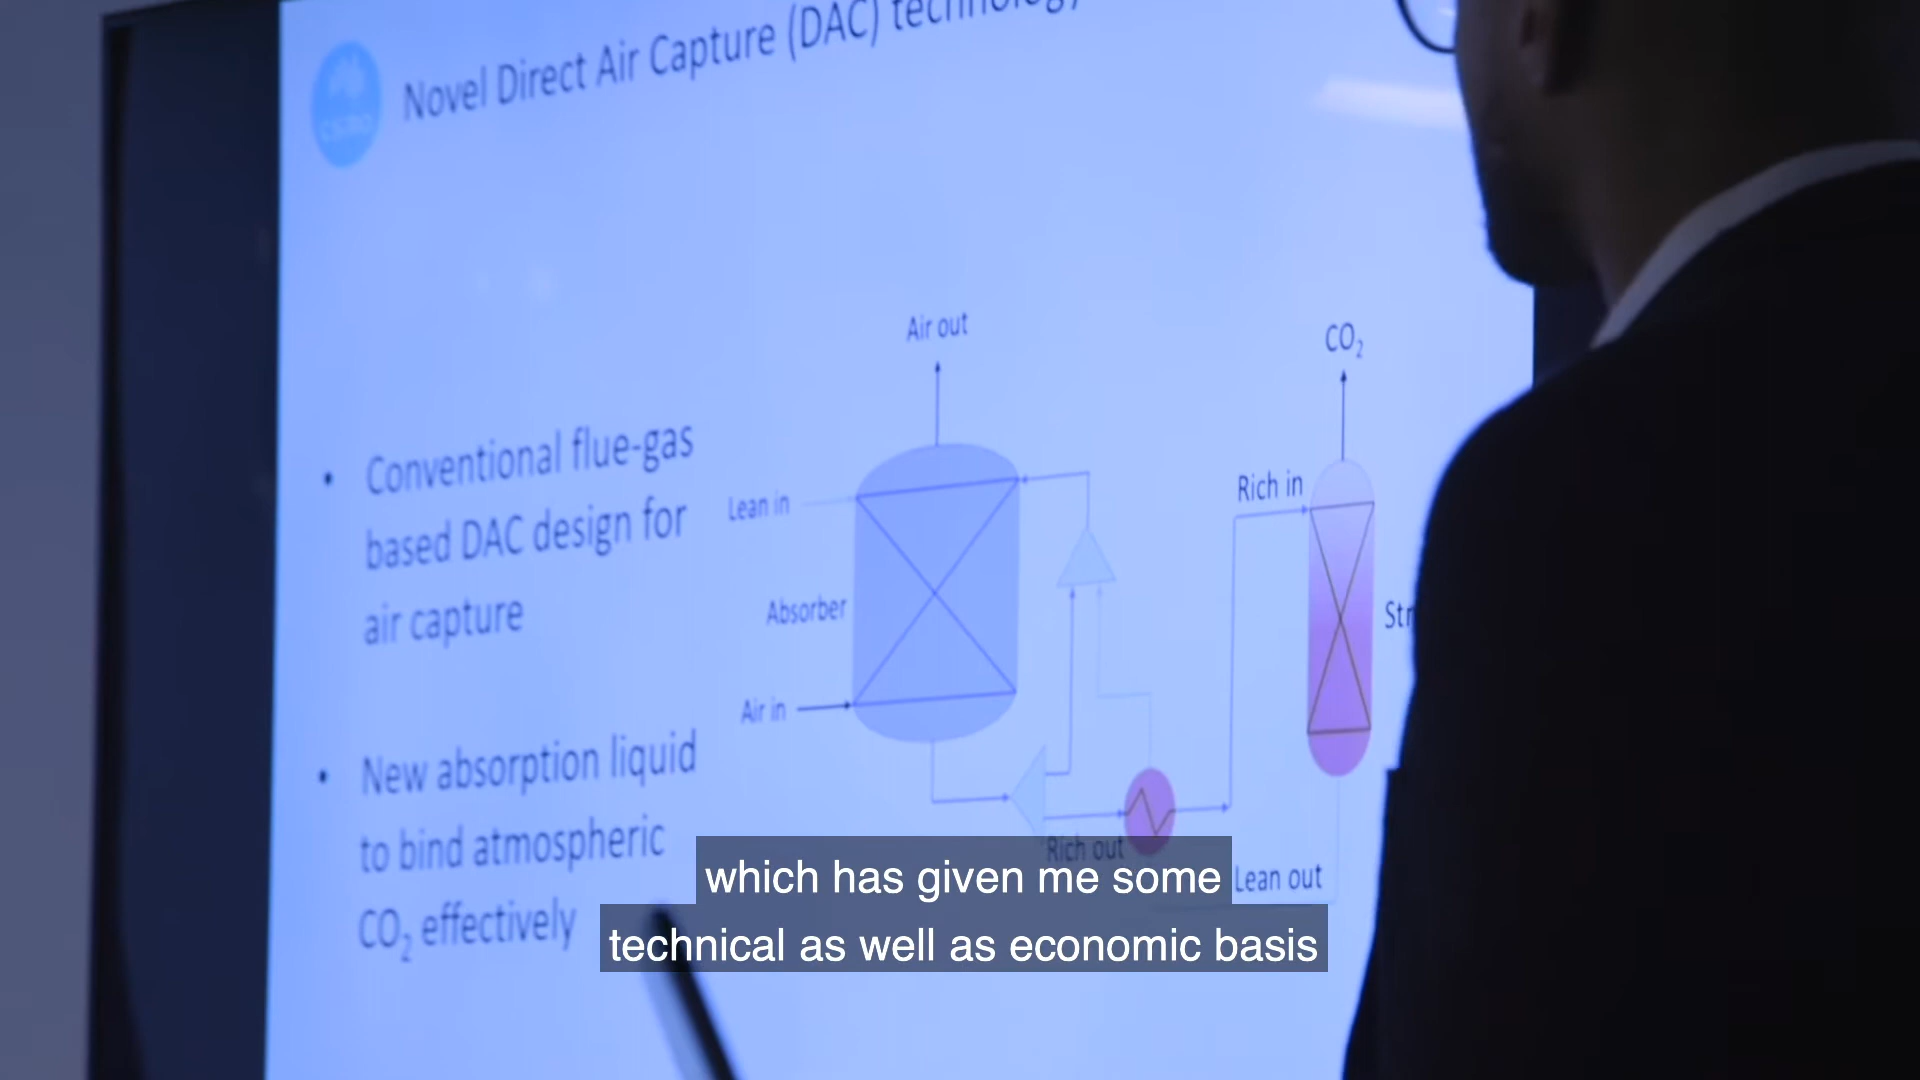 Novel Direct Air Capture (DAC) technology
CSIRO
Air out
CO₂
Conventional flue-gas
based DAC design for
air capture
Lean in
Rich in
Absorber
Air in
New absorption liquid
to bind atmospheric
CO₂ effectively
Rich out
Lean out
which has given me some
technical as well as economic basis